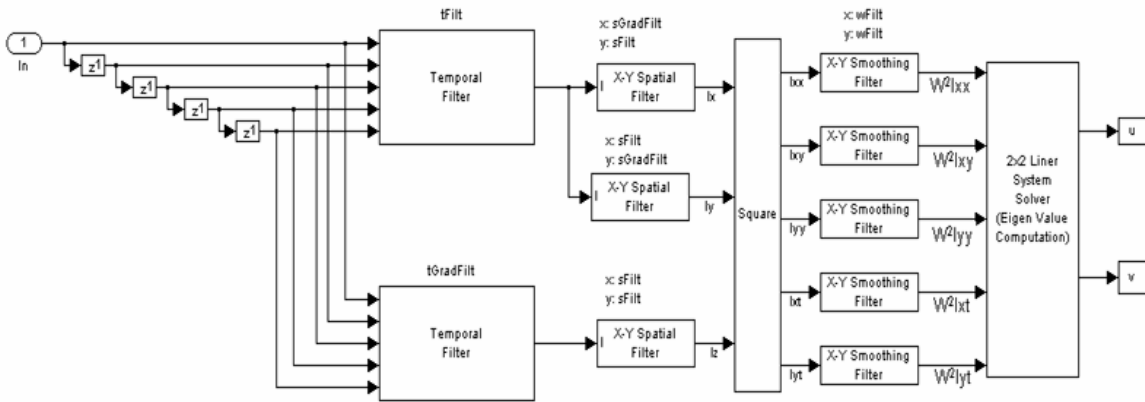 tFilt
x: sGradFilt
y: sFilt
x: wFilt
y: wFilt
1
In
z1
z1
z1
z1
Temporal
Filter
I
X-Y Spatial
Filter
Ix
x: sFilt
y: sGradFilt
I
X-Y Spatial
Filter
Iy
tGradFilt
Temporal
Filter
x: sFilt
y: sFilt
I
X-Y Spatial
Filter
Iz
Square
Ixx
X-Y Smoothing
Filter
W²Ixx
Ixy
X-Y Smoothing
Filter
W²Ixy
Iyy
X-Y Smoothing
Filter
W²Iyy
Ixt
X-Y Smoothing
Filter
W²Ixt
Iyt
X-Y Smoothing
Filter
W²Iyt
2x2 Liner
System
Solver
(Eigen Value
Computation)
u
v